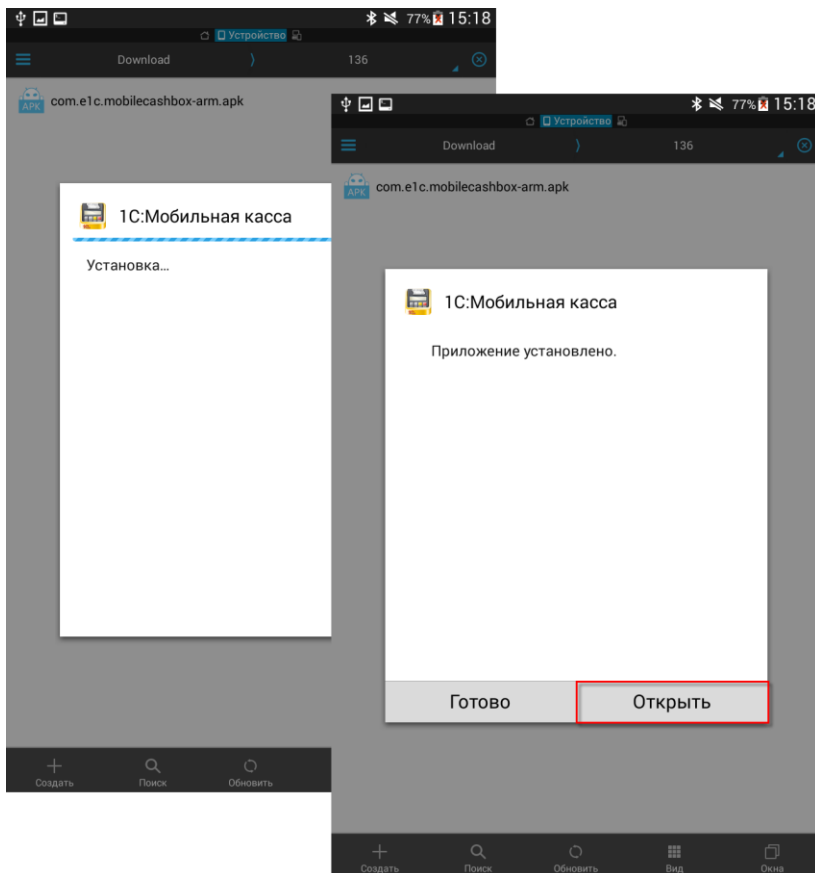 77% 15:18
Устройство
Download 136
APK com.e1c.mobilecashbox-arm.apk
1С:Мобильная касса
Установка...
Создать Поиск Обновить
77% 15:18
Устройство
Download 136
APK com.e1c.mobilecashbox-arm.apk
1С:Мобильная касса
Приложение установлено.
Готово Открыть
Создать Поиск Обновить Вид Окна